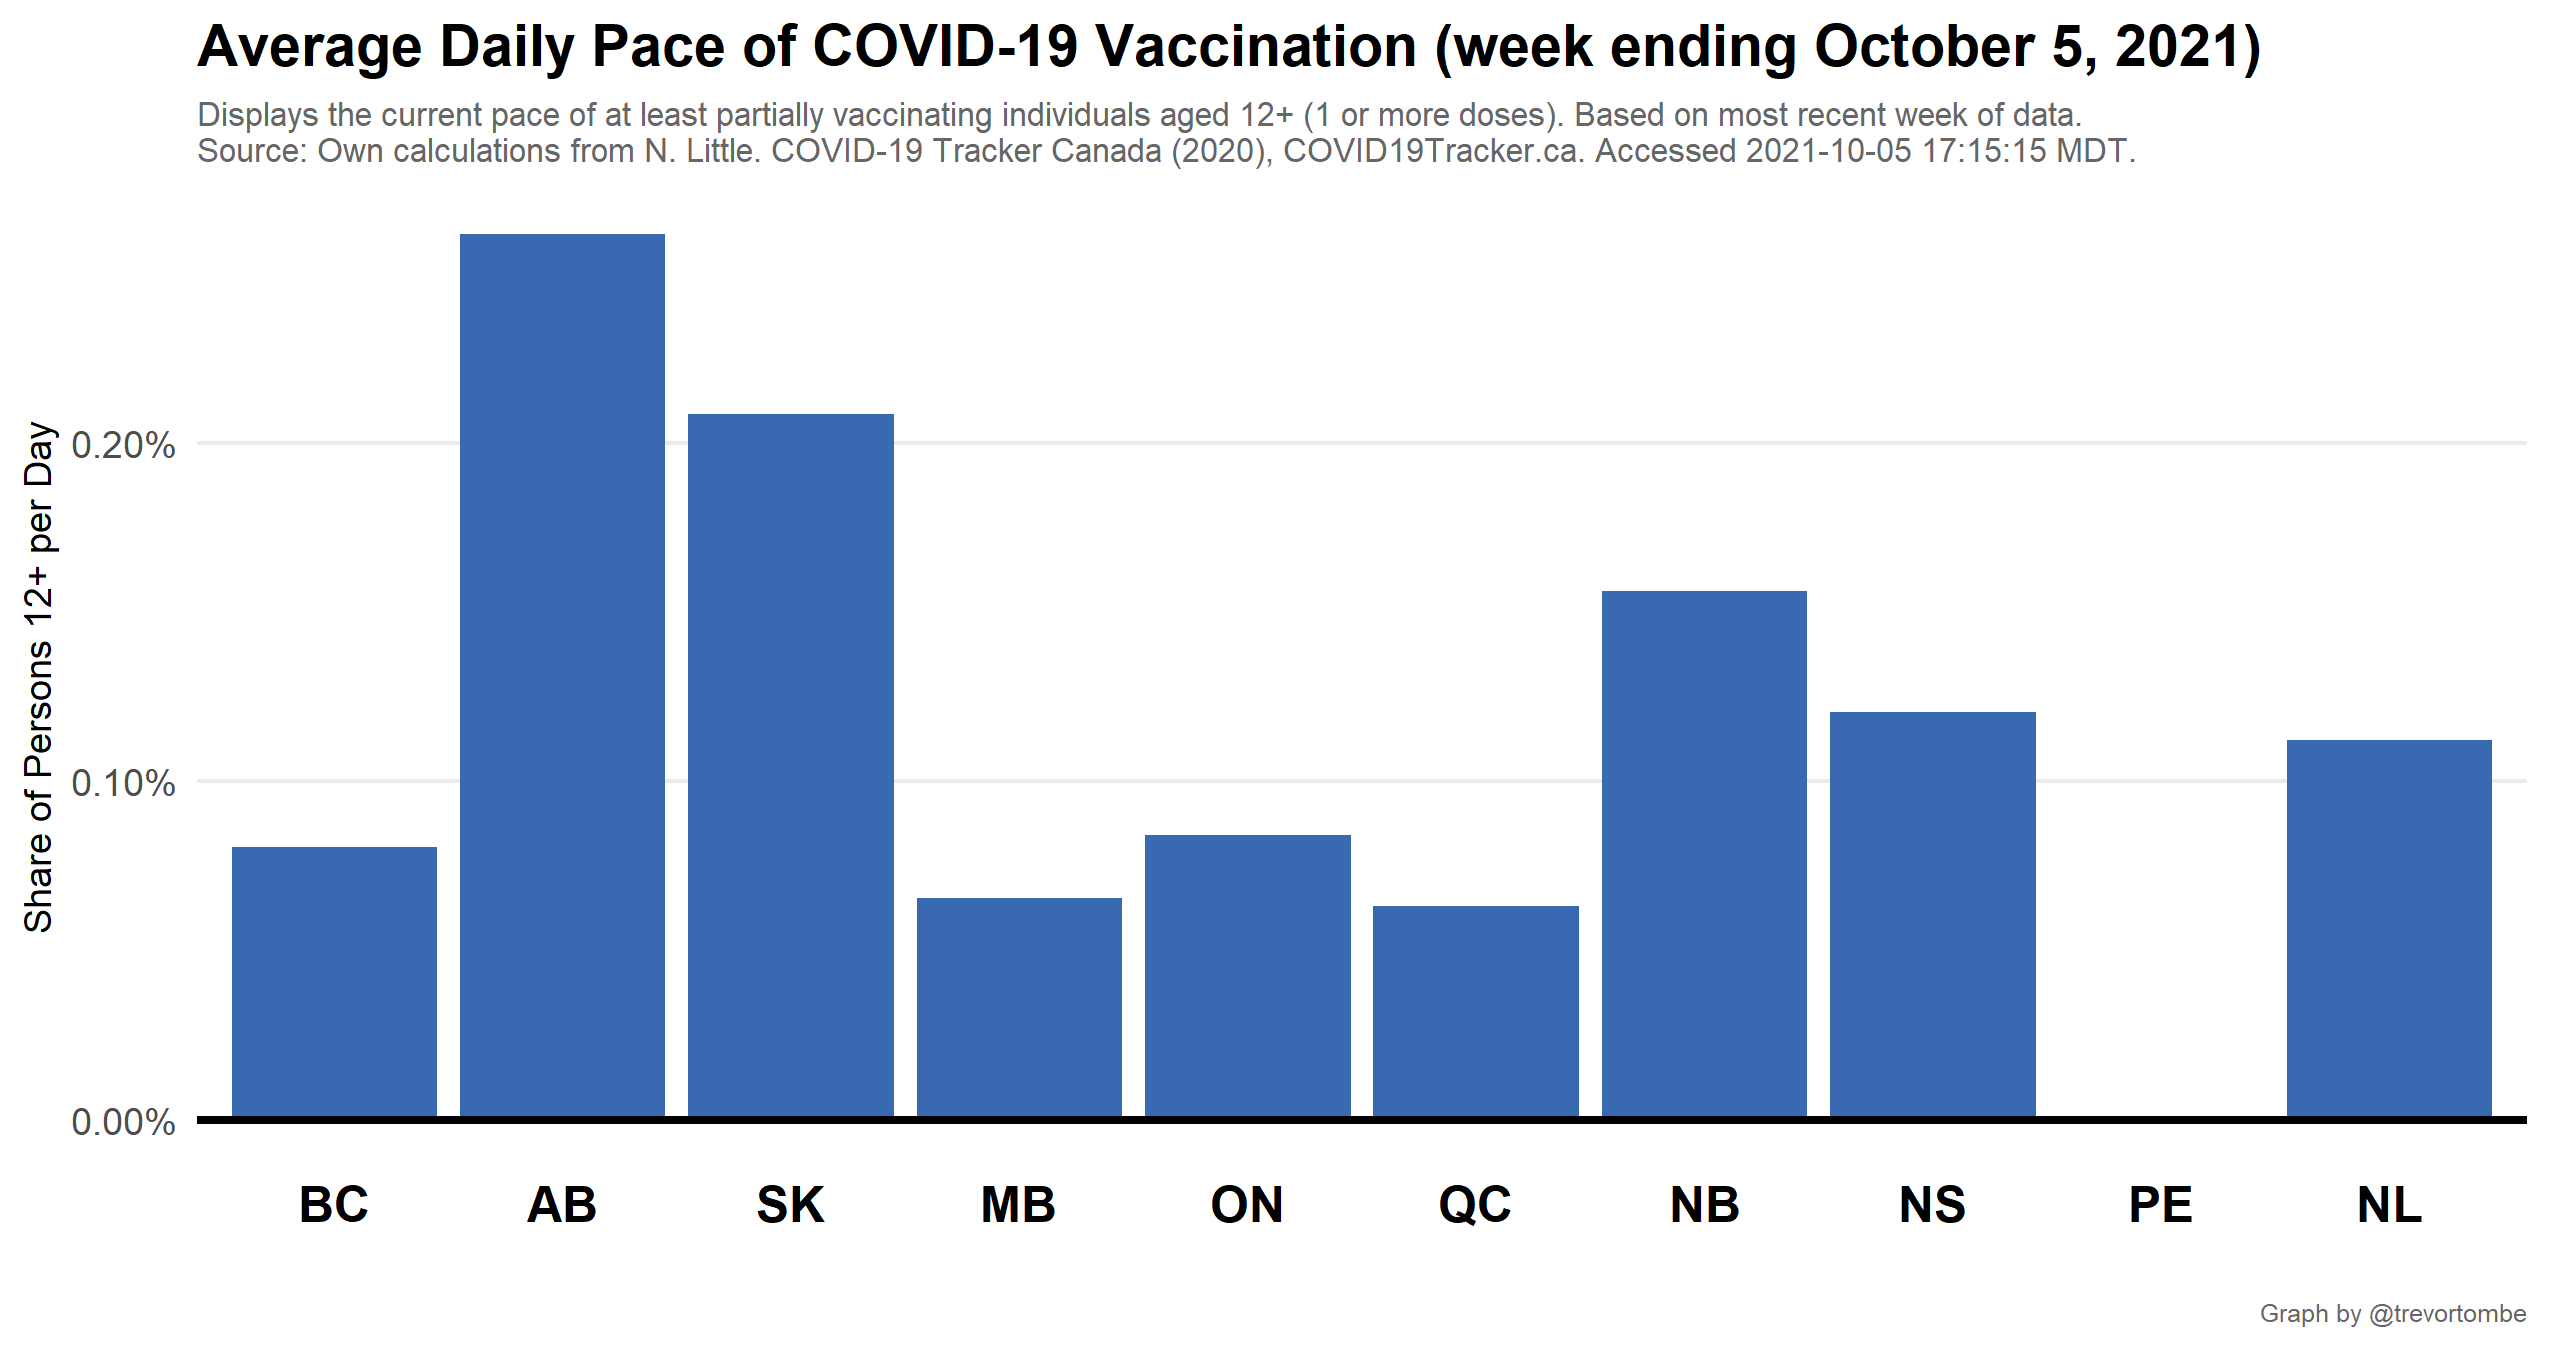 Average Daily Pace of COVID-19 Vaccination (week ending October 5, 2021)
Displays the current pace of at least partially vaccinating individuals aged 12+ (1 or more doses). Based on most recent week of data.
Source: Own calculations from N. Little. COVID-19 Tracker Canada (2020), COVID19Tracker.ca. Accessed 2021-10-05 17:15:15 MDT.
Share of Persons 12+ per Day
0.20%
0.10%
0.00%
BC AB SK MB ON QC NB NS PE NL
Graph by @trevortombe